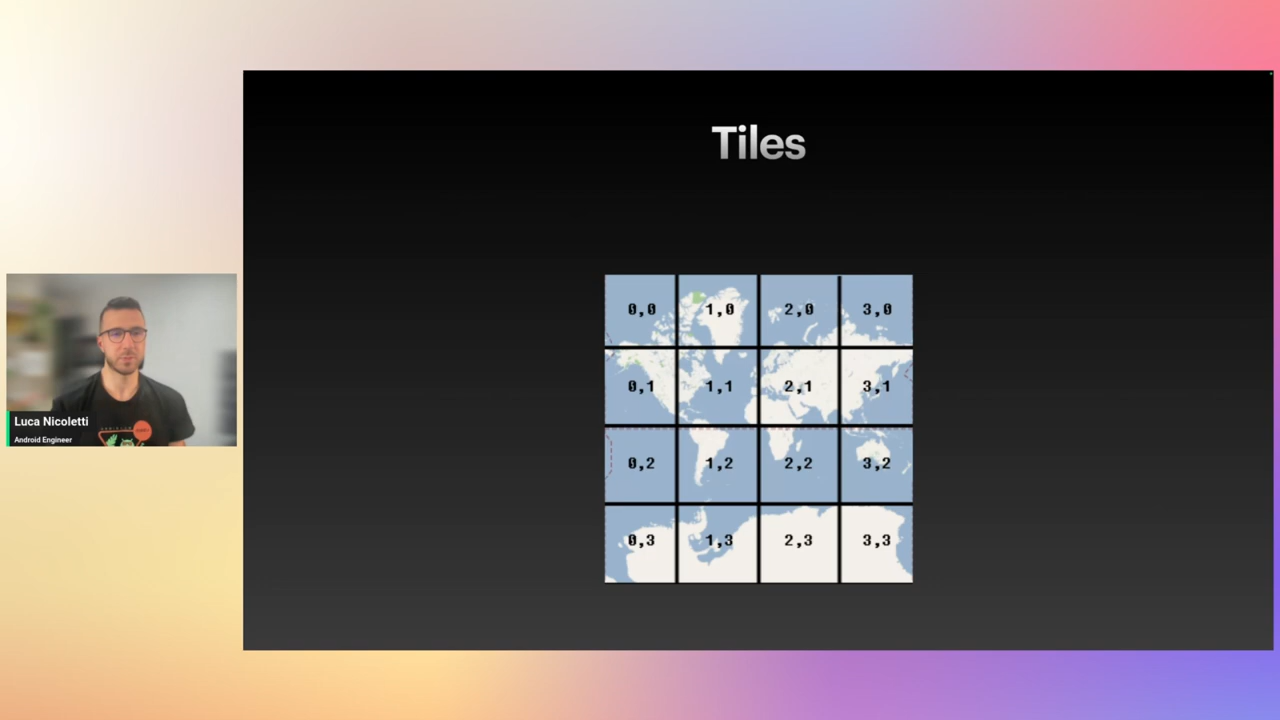 Tiles
0,0 1,0 2,0 3,0
0,1 1,1 2,1 3,1
0,2 1,2 2,2 3,2
0,3 1,3 2,3 3,3
Luca Nicoletti
Android Engineer